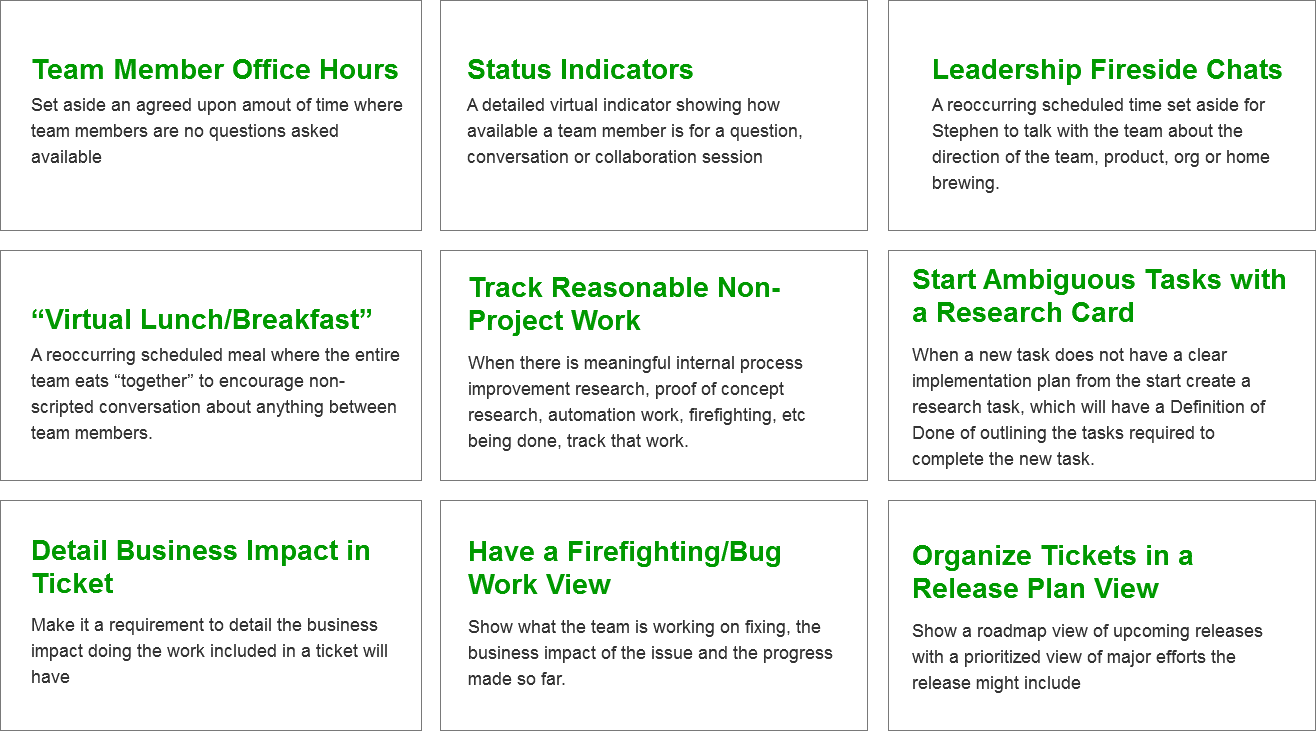 Team Member Office Hours
Set aside an agreed upon amout of time where
team members are no questions asked
available
Status Indicators
A detailed virtual indicator showing how
available a team member is for a question,
conversation or collaboration session
Leadership Fireside Chats
A reoccurring scheduled time set aside for
Stephen to talk with the team about the
direction of the team, product, org or home
brewing.
“Virtual Lunch/Breakfast”
A reoccurring scheduled meal where the entire
team eats “together” to encourage non-
scripted conversation about anything between
team members.
Track Reasonable Non-
Project Work
When there is meaningful internal process
improvement research, proof of concept
research, automation work, firefighting, etc
being done, track that work.
Start Ambiguous Tasks with
a Research Card
When a new task does not have a clear
implementation plan from the start create a
research task, which will have a Definition of
Done of outlining the tasks required to
complete the new task.
Detail Business Impact in
Ticket
Make it a requirement to detail the business
impact doing the work included in a ticket will
have
Have a Firefighting/Bug
Work View
Show what the team is working on fixing, the
business impact of the issue and the progress
made so far.
Organize Tickets in a
Release Plan View
Show a roadmap view of upcoming releases
with a prioritized view of major efforts the
release might include